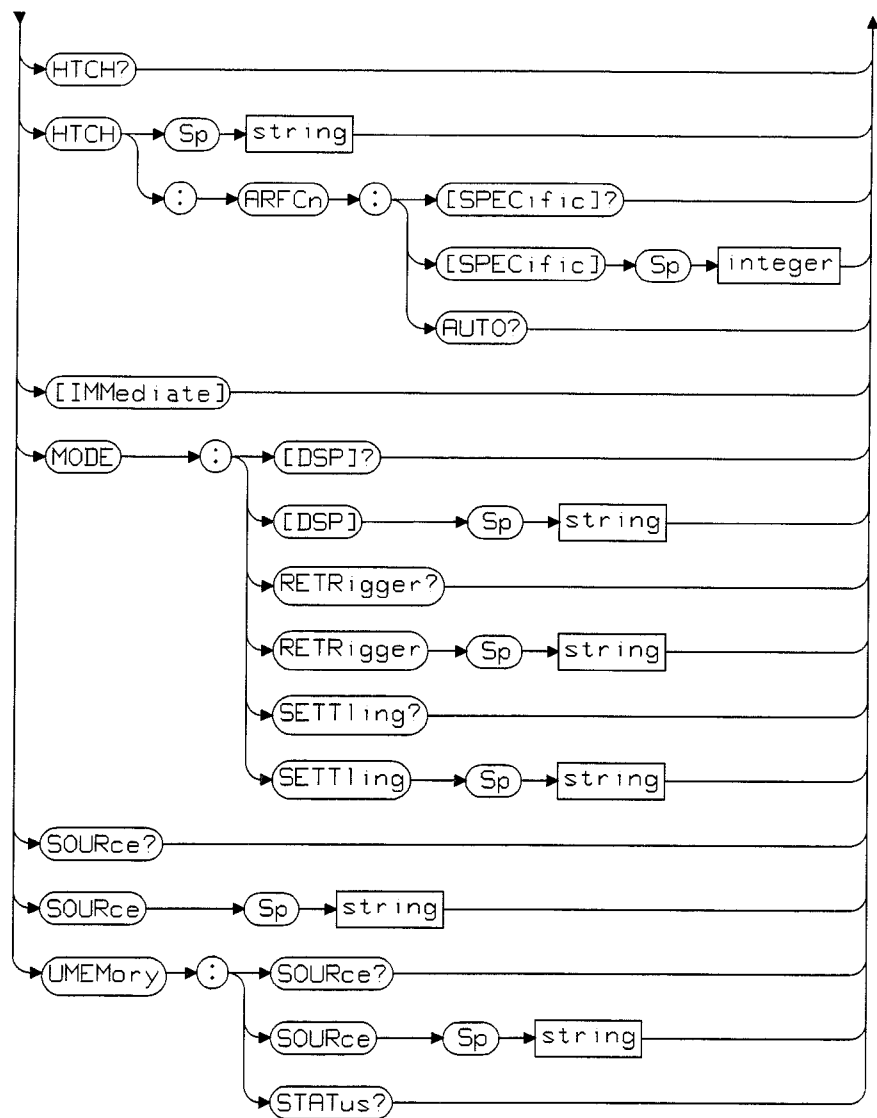 HTCH?
HTCH Sp string
: ARFCn : [SPECific]?
[SPECific] Sp integer
AUTO?
[IMMediate]
MODE : [DSP]?
[DSP] Sp string
RETRigger?
RETRigger Sp string
SETTling?
SETTling Sp string
SOURce?
SOURce Sp string
UMEMory : SOURce?
SOURce Sp string
STATus?